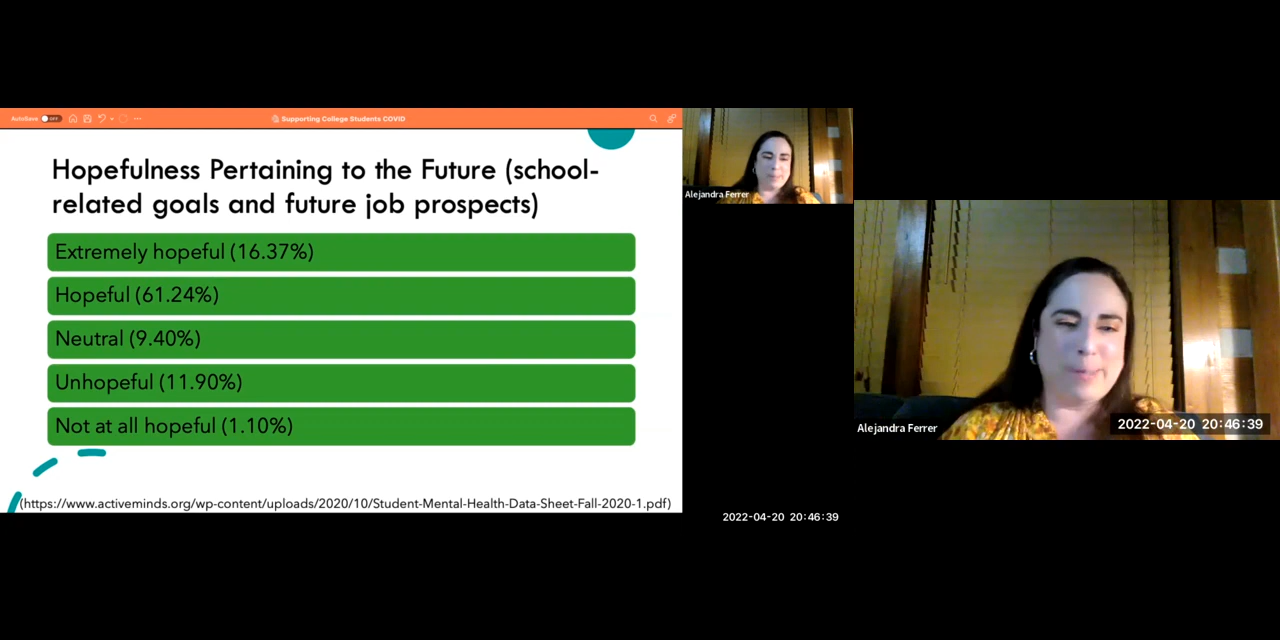 AutoSave OFF
Supporting College Students COVID
Hopefulness Pertaining to the Future (school-
related goals and future job prospects)
Extremely hopeful (16.37%)
Hopeful (61.24%)
Neutral (9.40%)
Unhopeful (11.90%)
Not at all hopeful (1.10%)
(https://www.activeminds.org/wp-content/uploads/2020/10/Student-Mental-Health-Data-Sheet-Fall-2020-1.pdf)
Alejandra Ferrer
2022-04-20 20:46:39
Alejandra Ferrer
2022-04-20 20:46:39